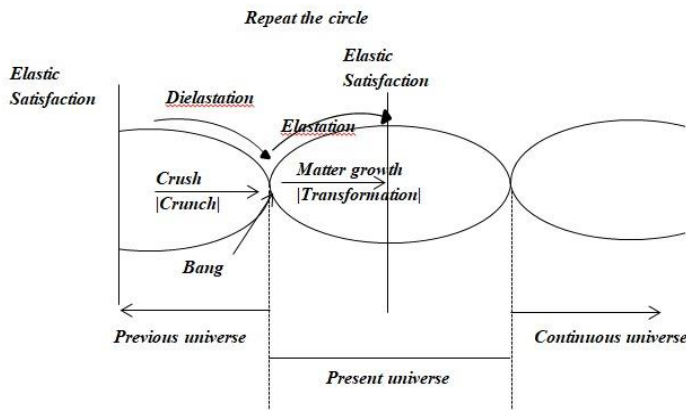 Repeat the circle
Elastic
Satisfaction
Elastic
Satisfaction
Dielastation
Elastation
Crush
|Crunch|
Matter growth
|Transformation|
Bang
Previous universe
Continuous universe
Present universe